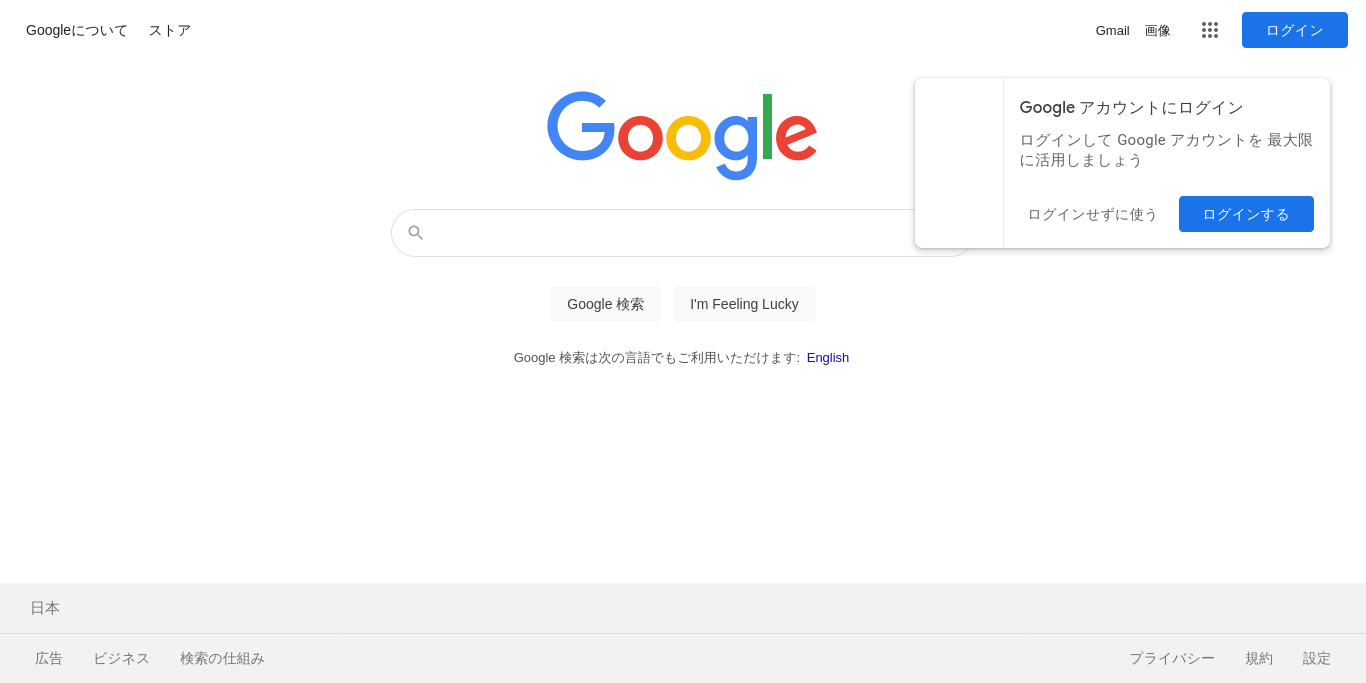 Googleについて ストア
Gmail 画像 ログイン
Google
Google アカウントにログイン
ログインして Google アカウントを 最大限
に活用しましょう
ログインせずに使う ログインする
Google 検索 I'm Feeling Lucky
Google 検索は次の言語でもご利用いただけます: English
日本
広告 ビジネス 検索の仕組み
プライバシー 規約 設定